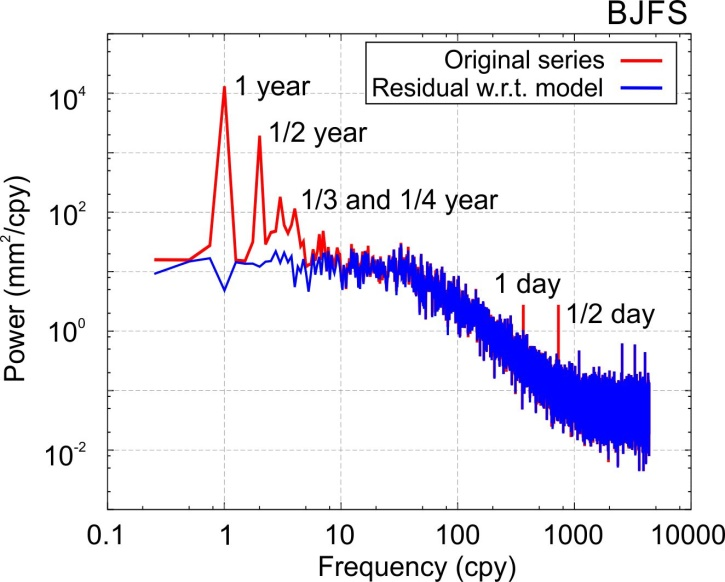 BJFS
Original series
Residual w.r.t. model
1 year
1/2 year
1/3 and 1/4 year
1 day
1/2 day
Power (mm²/cpy)
10⁴
10²
10⁰
10⁻²
0.1 1 10 100 1000 10000
Frequency (cpy)